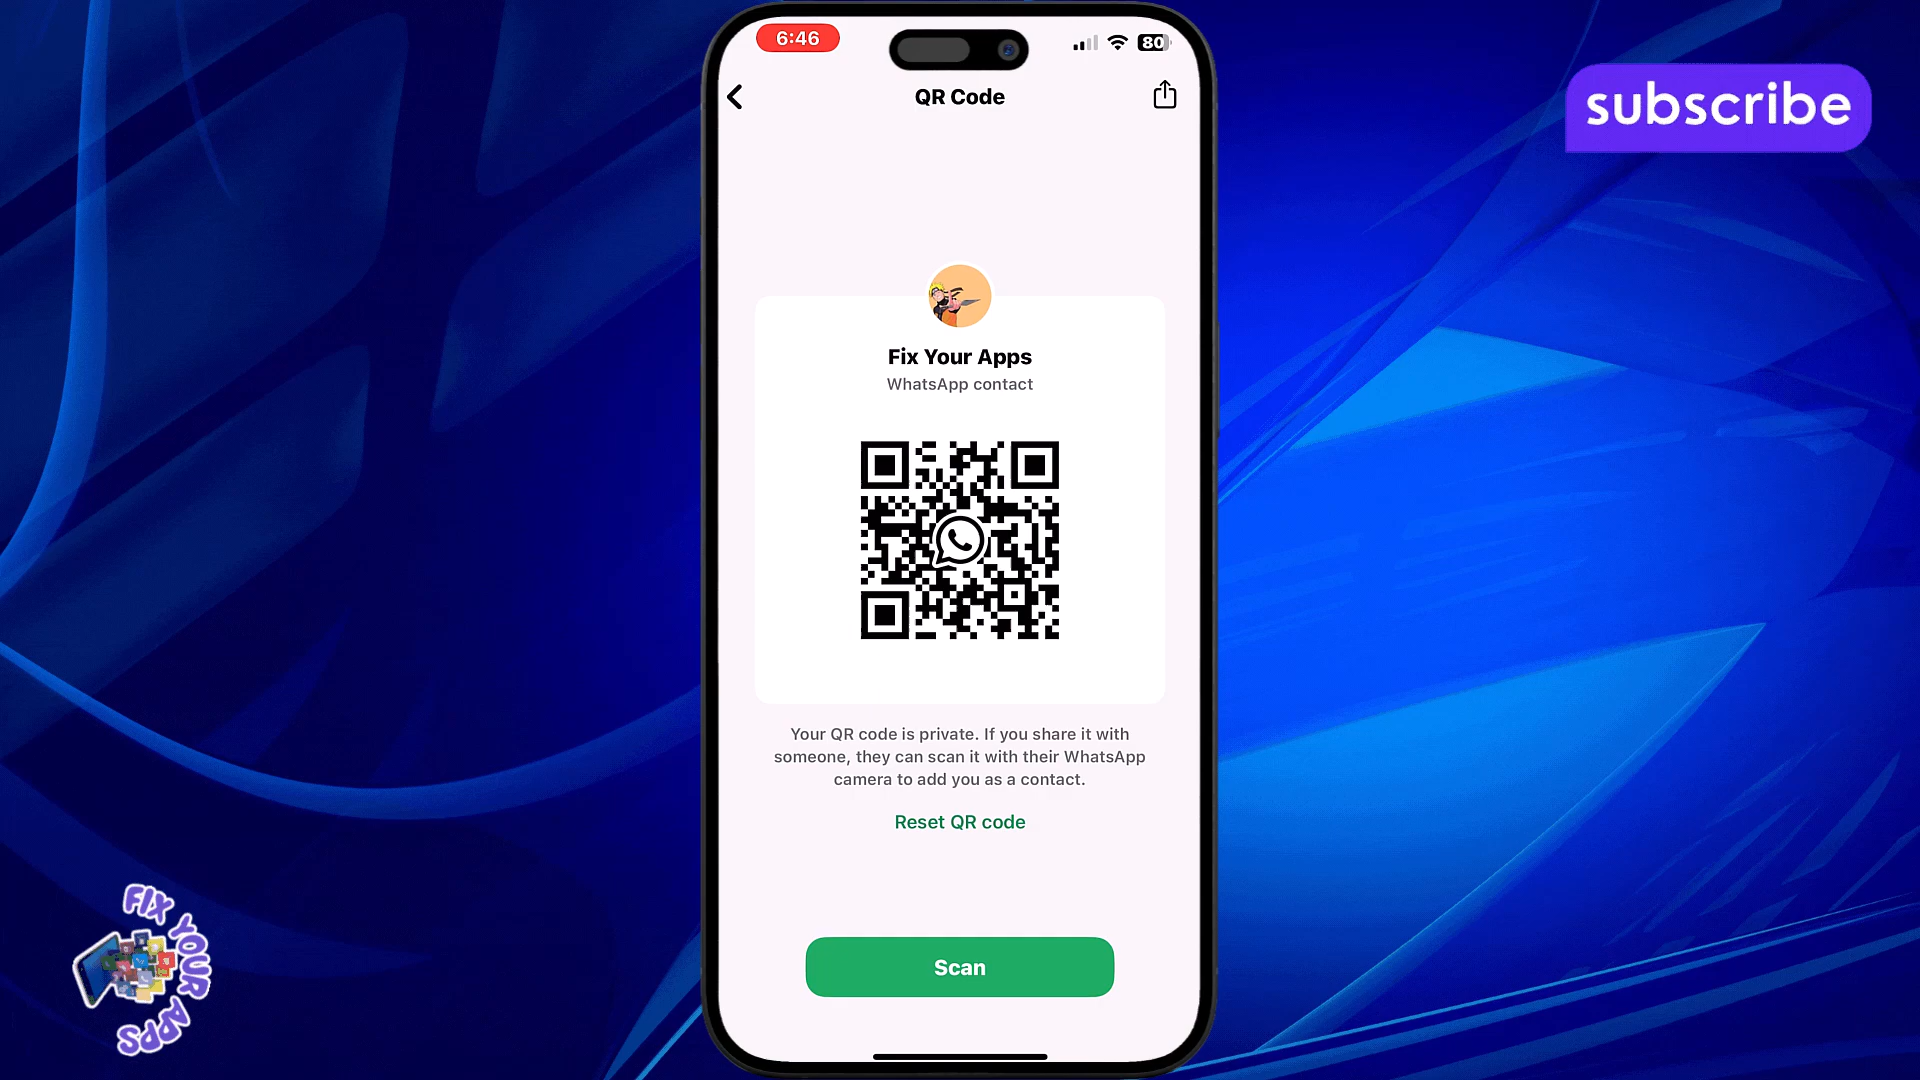 6:46
80
QR Code
subscribe
Fix Your Apps
WhatsApp contact
Your QR code is private. If you share it with
someone, they can scan it with their WhatsApp
camera to add you as a contact.
Reset QR code
Scan
FIX YOUR APPS